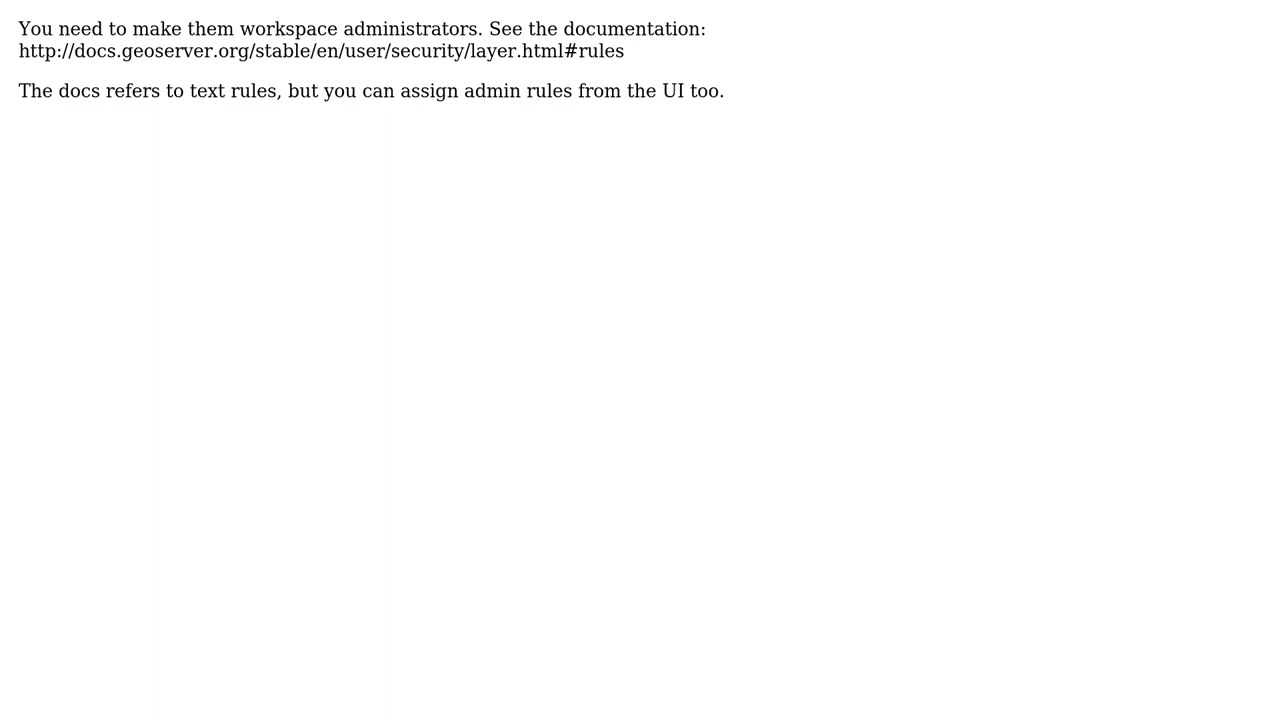 You need to make them workspace administrators. See the documentation:
http://docs.geoserver.org/stable/en/user/security/layer.html#rules
The docs refers to text rules, but you can assign admin rules from the UI too.